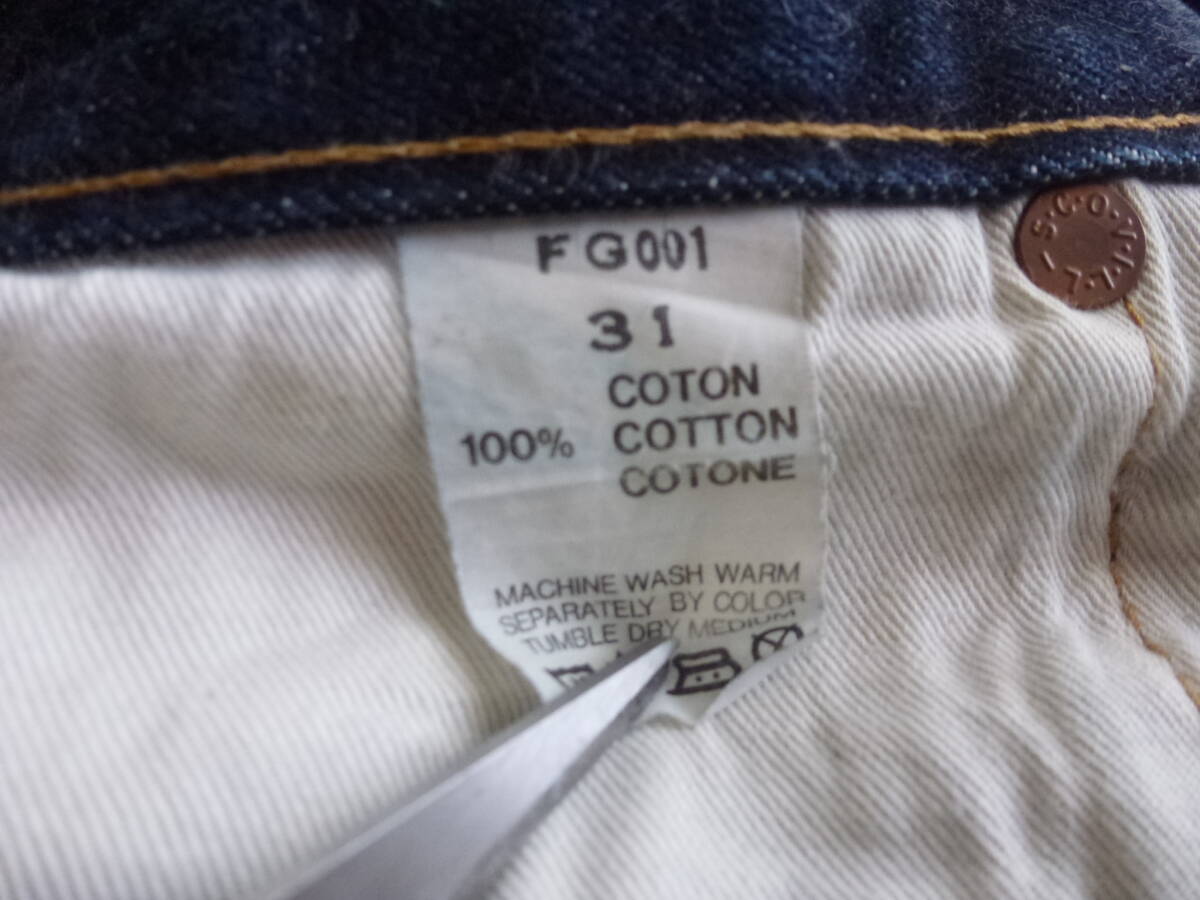 FG001
31
COTON
100% COTTON
COTONE
MACHINE WASH WARM
SEPARATELY BY COLOR
TUMBLE DRY MEDIUM
S.C.O.V.I.L.L